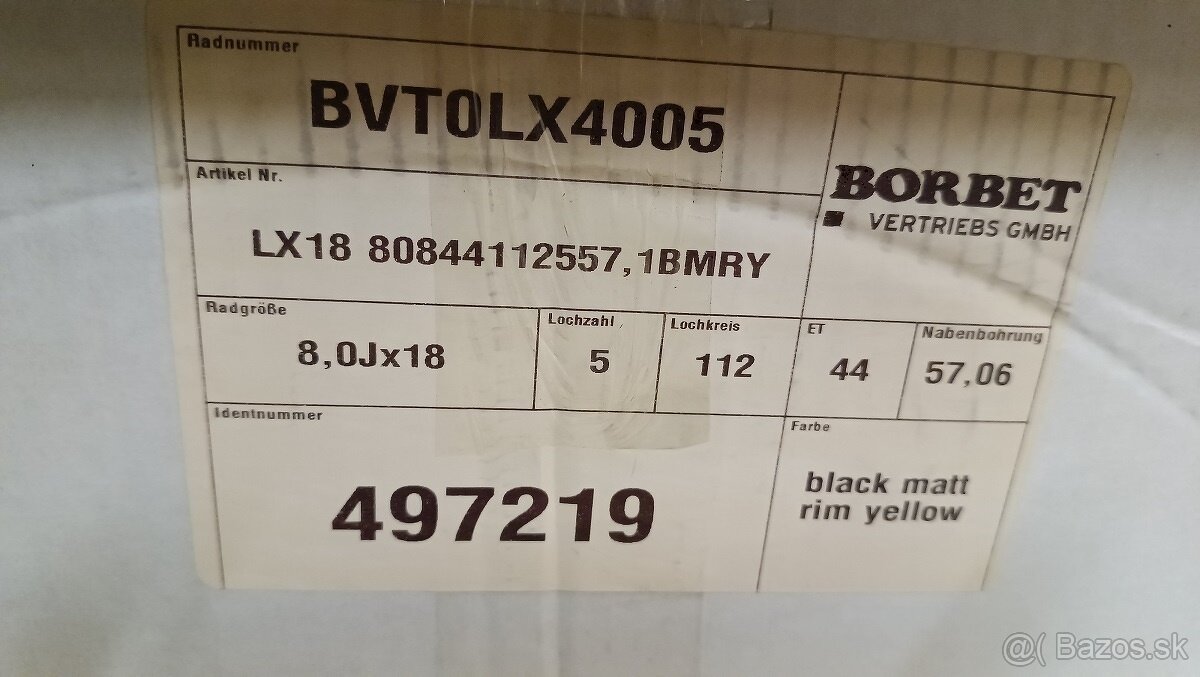 Radnummer
BVT0LX4005
BORBET
VERTRIEBS GMBH
Artikel Nr.
LX18 80844112557,1BMRY
Radgröße
8,0Jx18
Lochzahl
5
Lochkreis
112
ET
44
Nabenbohrung
57,06
Identnummer
497219
Farbe
black matt
rim yellow
@( Bazos.sk